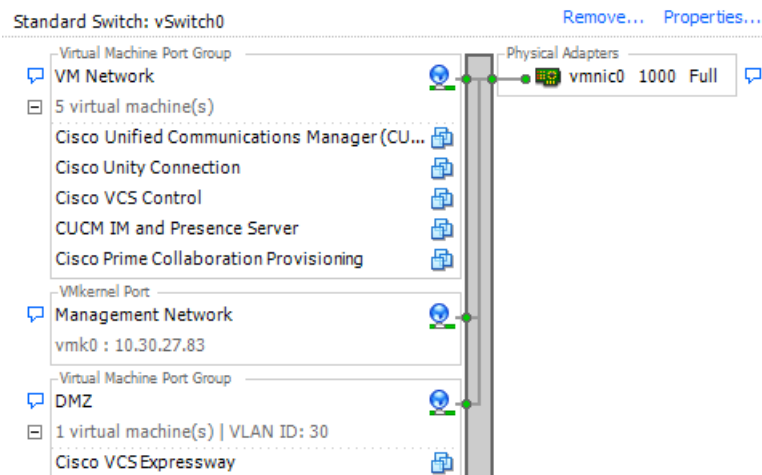 Standard Switch: vSwitch0
Remove... Properties...
Virtual Machine Port Group
VM Network
5 virtual machine(s)
Cisco Unified Communications Manager (CU...
Cisco Unity Connection
Cisco VCS Control
CUCM IM and Presence Server
Cisco Prime Collaboration Provisioning
Physical Adapters
vmnic0 1000 Full
VMkernel Port
Management Network
vmk0 : 10.30.27.83
Virtual Machine Port Group
DMZ
1 virtual machine(s) | VLAN ID: 30
Cisco VCS Expressway